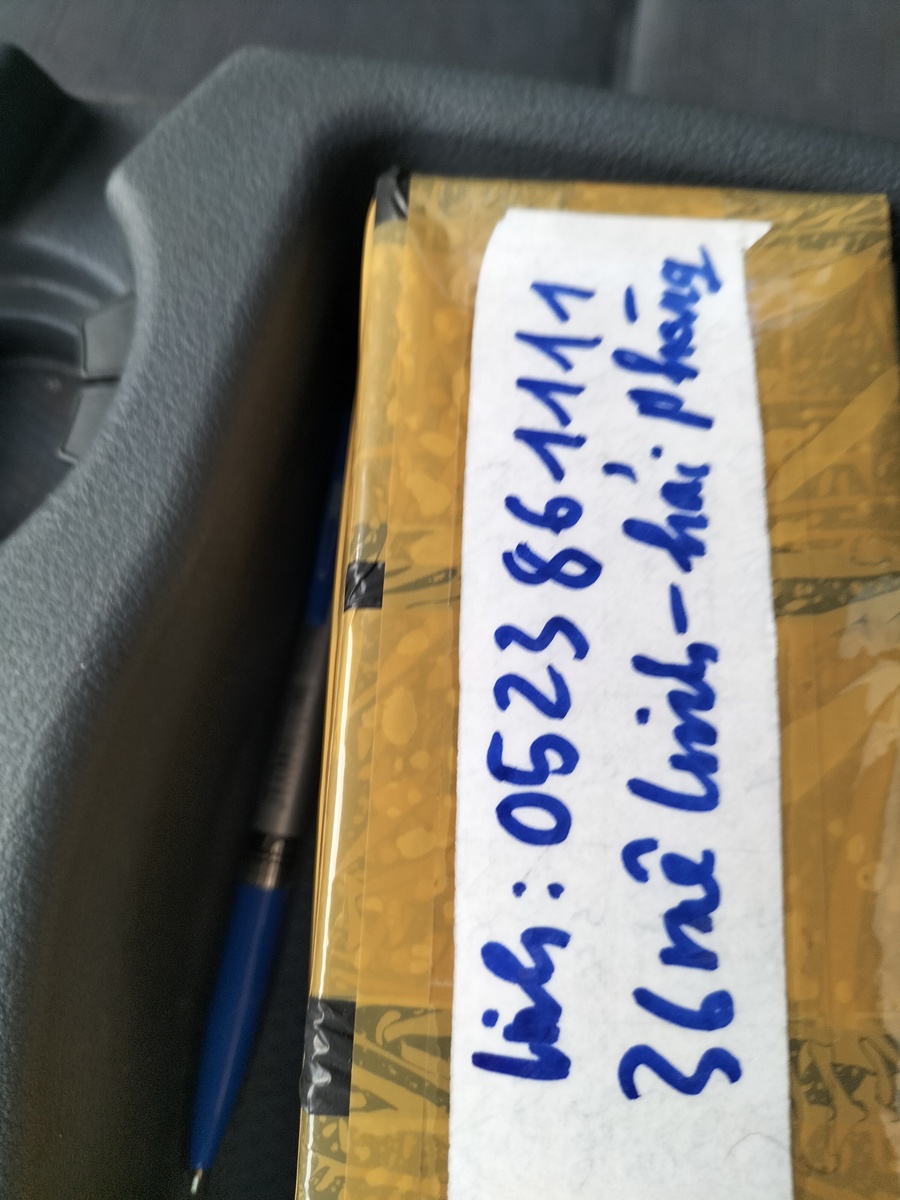 Linh: 0523861111
36 mê linh - hải phòng